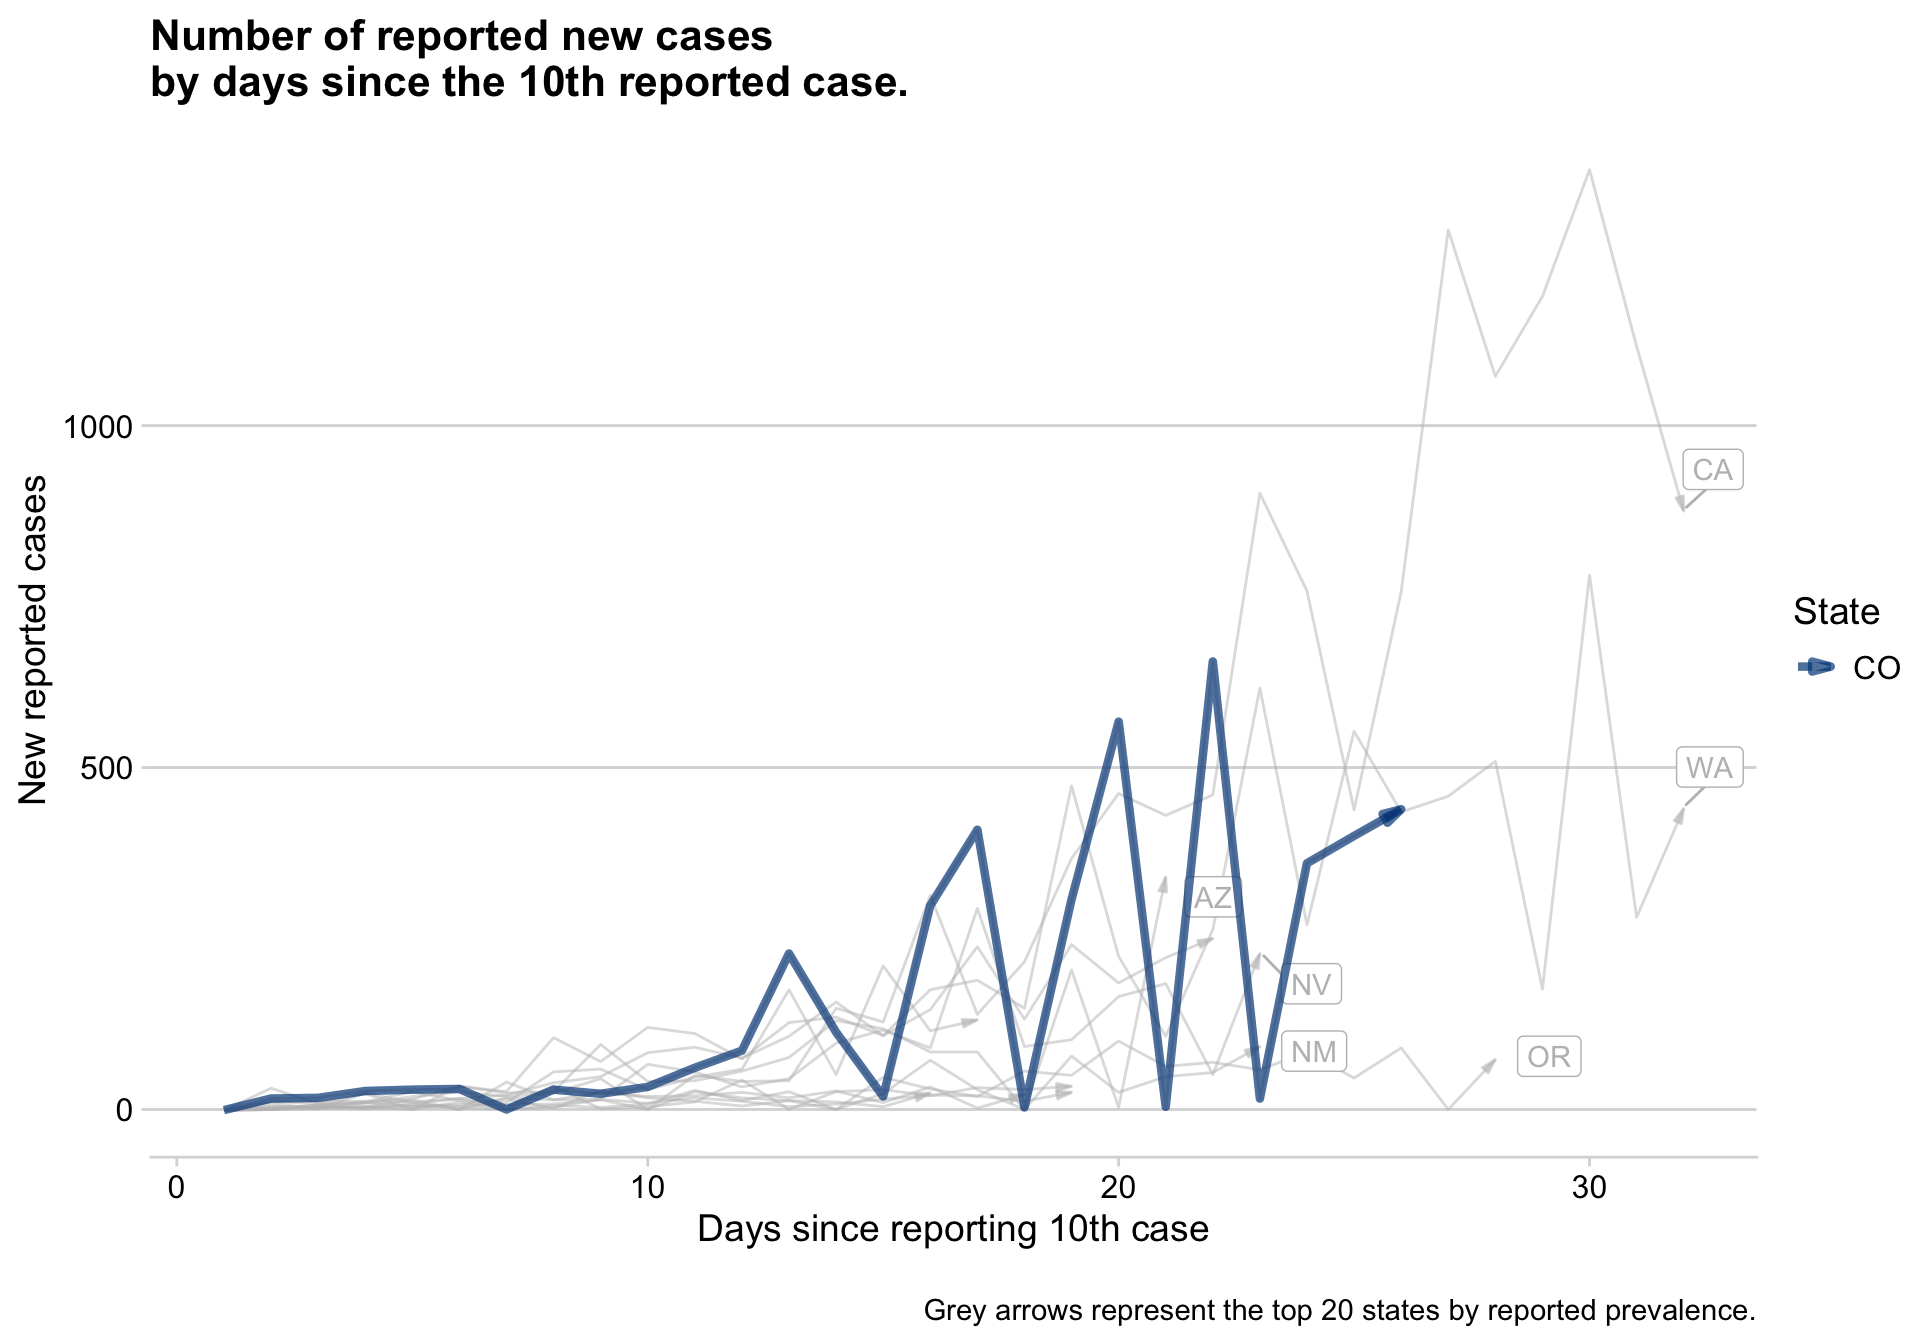 Number of reported new cases
by days since the 10th reported case.
New reported cases
1000
500
0
CA
WA
AZ
NV
NM
OR
State
CO
0
10
20
30
Days since reporting 10th case
Grey arrows represent the top 20 states by reported prevalence.